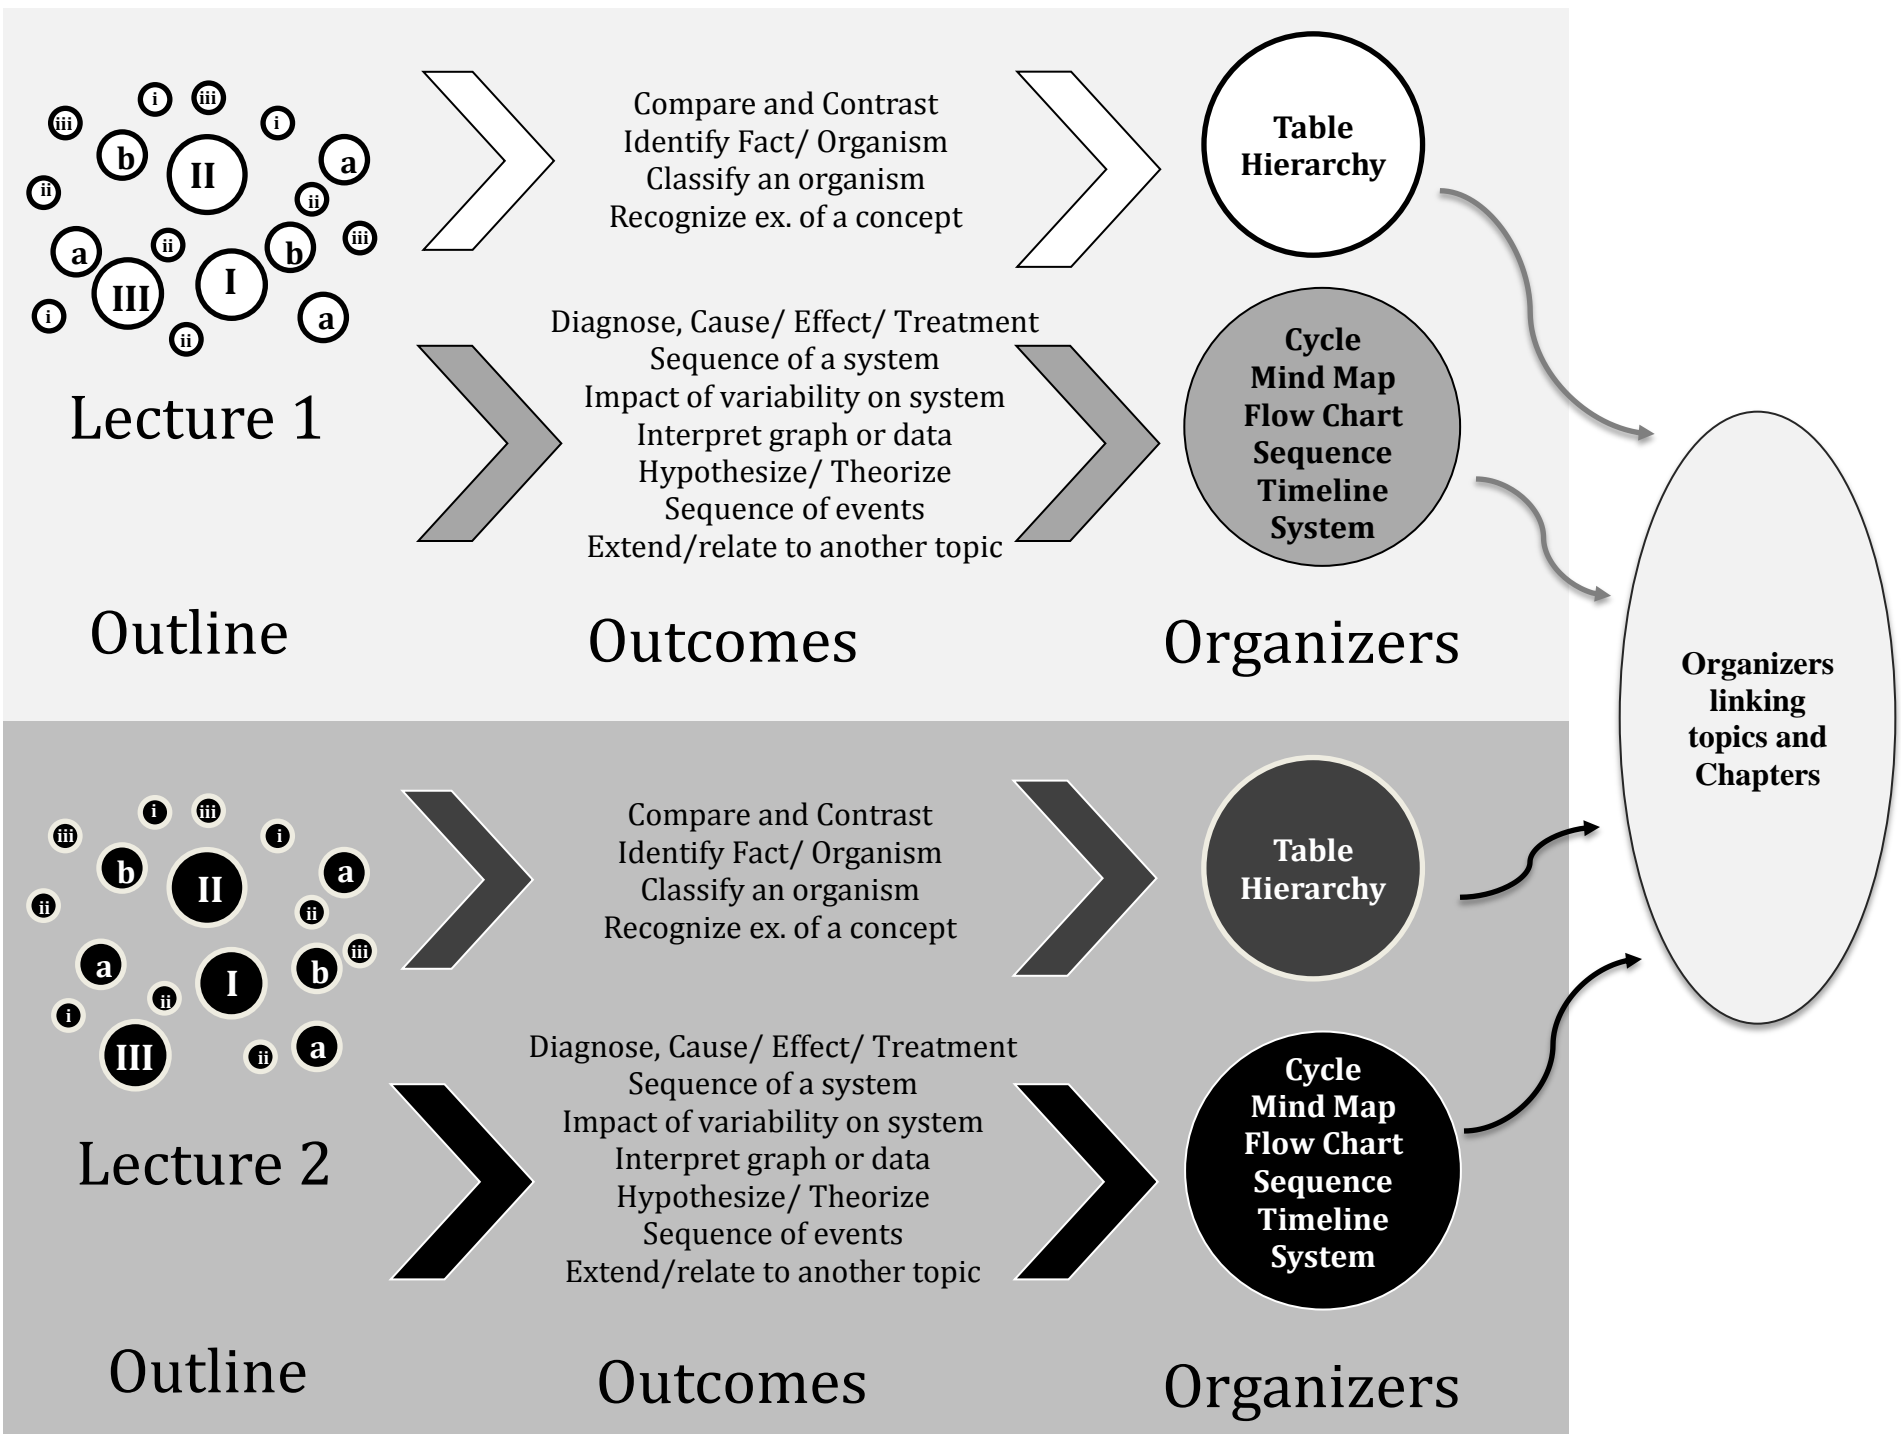 i
iii
iii
i
b
II
a
ii
ii
a
ii
b
iii
III
I
i
ii
a
Lecture 1
Outline
Compare and Contrast
Identify Fact/ Organism
Classify an organism
Recognize ex. of a concept
Diagnose, Cause/ Effect/ Treatment
Sequence of a system
Impact of variability on system
Interpret graph or data
Hypothesize/ Theorize
Sequence of events
Extend/relate to another topic
Outcomes
Table
Hierarchy
Cycle
Mind Map
Flow Chart
Sequence
Timeline
System
Organizers
i
iii
iii
i
b
II
a
ii
ii
a
ii
I
b
iii
i
III
ii
a
Lecture 2
Outline
Compare and Contrast
Identify Fact/ Organism
Classify an organism
Recognize ex. of a concept
Diagnose, Cause/ Effect/ Treatment
Sequence of a system
Impact of variability on system
Interpret graph or data
Hypothesize/ Theorize
Sequence of events
Extend/relate to another topic
Outcomes
Table
Hierarchy
Cycle
Mind Map
Flow Chart
Sequence
Timeline
System
Organizers
Organizers
linking
topics and
Chapters